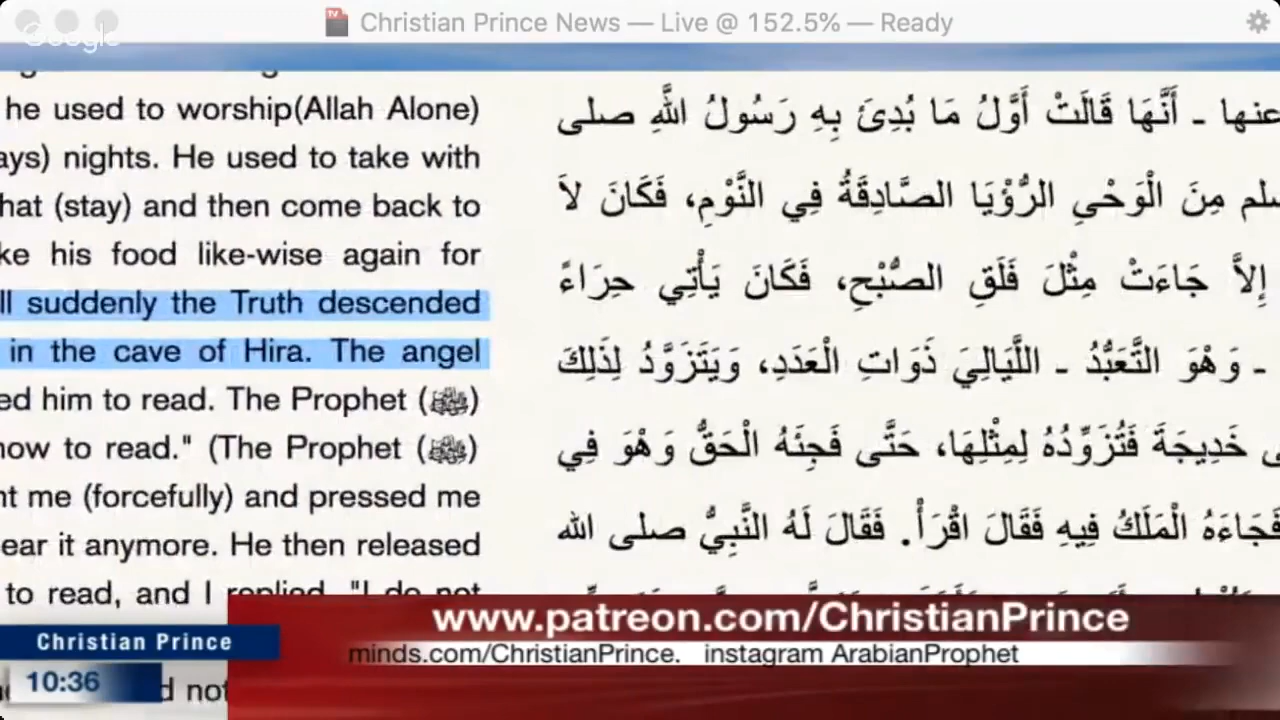 Christian Prince News — Live @ 152.5% — Ready
Google
he used to worship(Allah Alone)
ays) nights. He used to take with
hat (stay) and then come back to
ke his food like-wise again for
ll suddenly the Truth descended
in the cave of Hira. The angel
ed him to read. The Prophet (ﷺ)
now to read." (The Prophet (ﷺ)
nt me (forcefully) and pressed me
ear it anymore. He then released
to read, and I replied, "I do not
d not
عنها ـ أَنَّهَا قَالَتْ أَوَّلُ مَا بُدِئَ بِهِ رَسُولُ اللَّهِ صلى
سلم مِنَ الْوَحْىِ الرُّؤْيَا الصَّادِقَةُ فِي النَّوْمِ، فَكَانَ لاَ
إِلاَّ جَاءَتْ مِثْلَ فَلَقِ الصُّبْحِ، فَكَانَ يَأْتِي حِرَاءً
ـ وَهْوَ التَّعَبُّدُ ـ اللَّيَالِيَ ذَوَاتِ الْعَدَدِ، وَيَتَزَوَّدُ لِذَلِكَ
ى خَدِيجَةَ فَتُزَوِّدُهُ لِمِثْلِهَا، حَتَّى فَجِئَهُ الْحَقُّ وَهْوَ فِي
فَجَاءَهُ الْمَلَكُ فِيهِ فَقَالَ اقْرَأْ. فَقَالَ لَهُ النَّبِيُّ صلى الله
www.patreon.com/ChristianPrince
minds.com/ChristianPrince. instagram ArabianProphet
Christian Prince
10:36